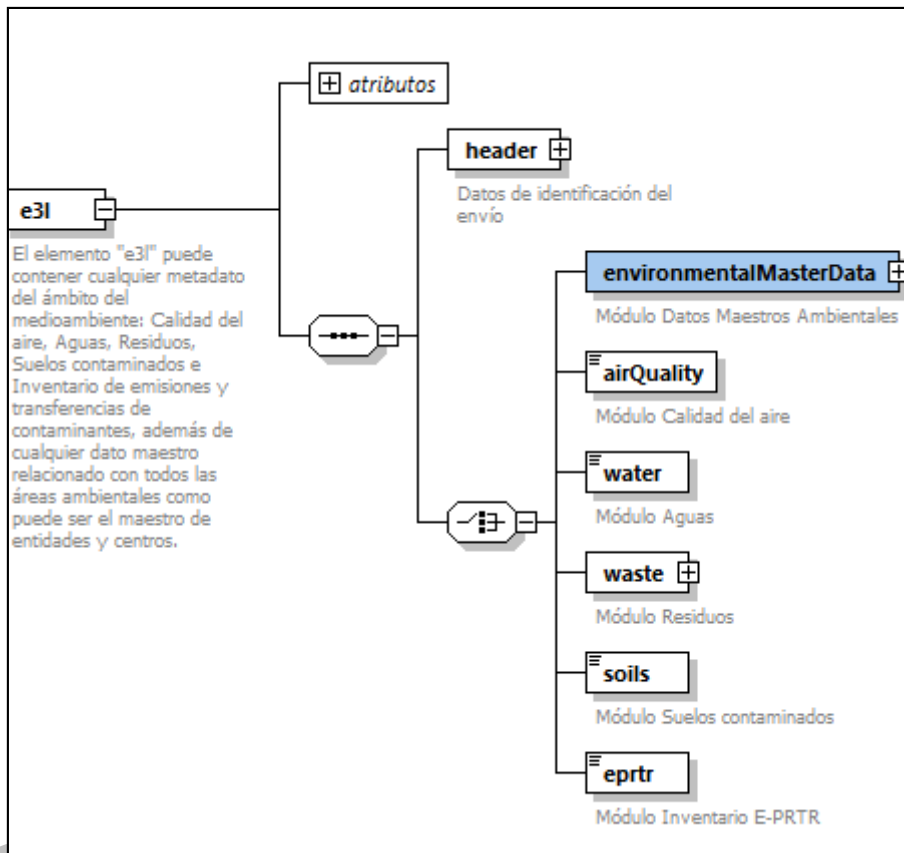 atributos
header
Datos de identificación del
envío
e3l
El elemento "e3l" puede
contener cualquier metadato
del ámbito del
medioambiente: Calidad del
aire, Aguas, Residuos,
Suelos contaminados e
Inventario de emisiones y
transferencias de
contaminantes, además de
cualquier dato maestro
relacionado con todos las
áreas ambientales como
puede ser el maestro de
entidades y centros.
environmentalMasterData
Módulo Datos Maestros Ambientales
airQuality
Módulo Calidad del aire
water
Módulo Aguas
waste
Módulo Residuos
soils
Módulo Suelos contaminados
eprtr
Módulo Inventario E-PRTR